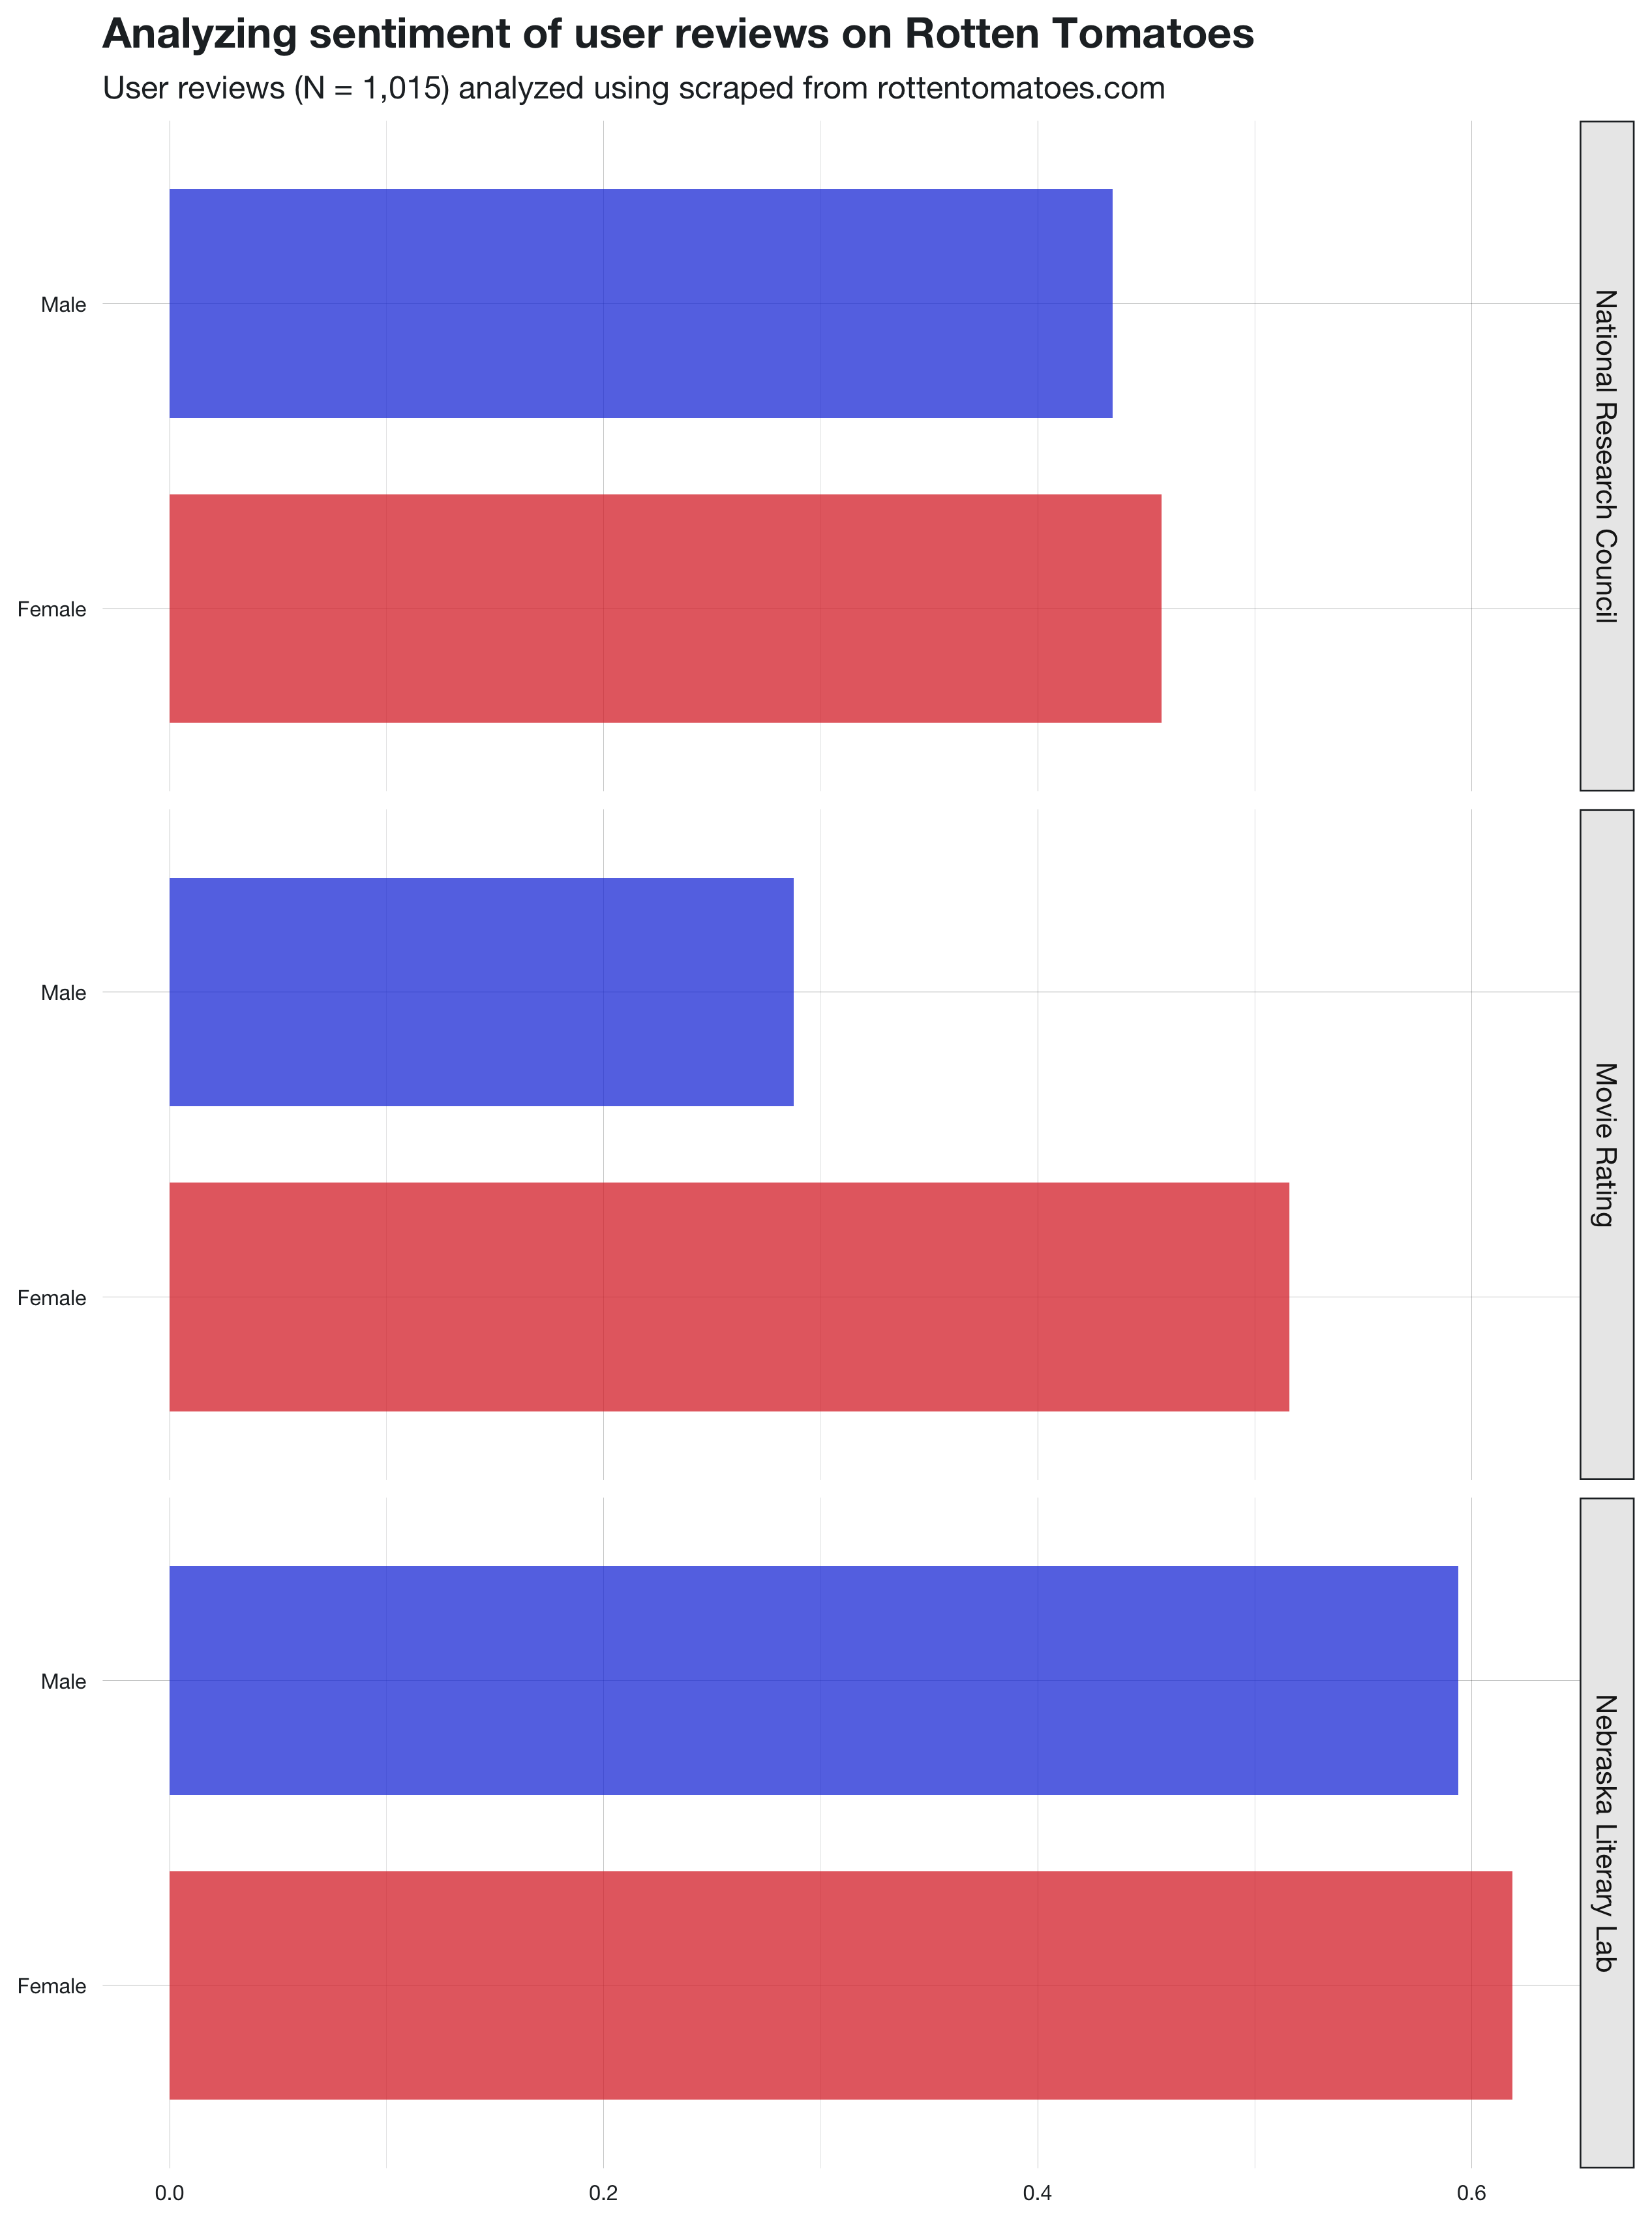 Analyzing sentiment of user reviews on Rotten Tomatoes
User reviews (N = 1,015) analyzed using scraped from rottentomatoes.com
Male
Female
National Research Council
Male
Female
Movie Rating
Male
Female
Nebraska Literary Lab
0.0
0.2
0.4
0.6